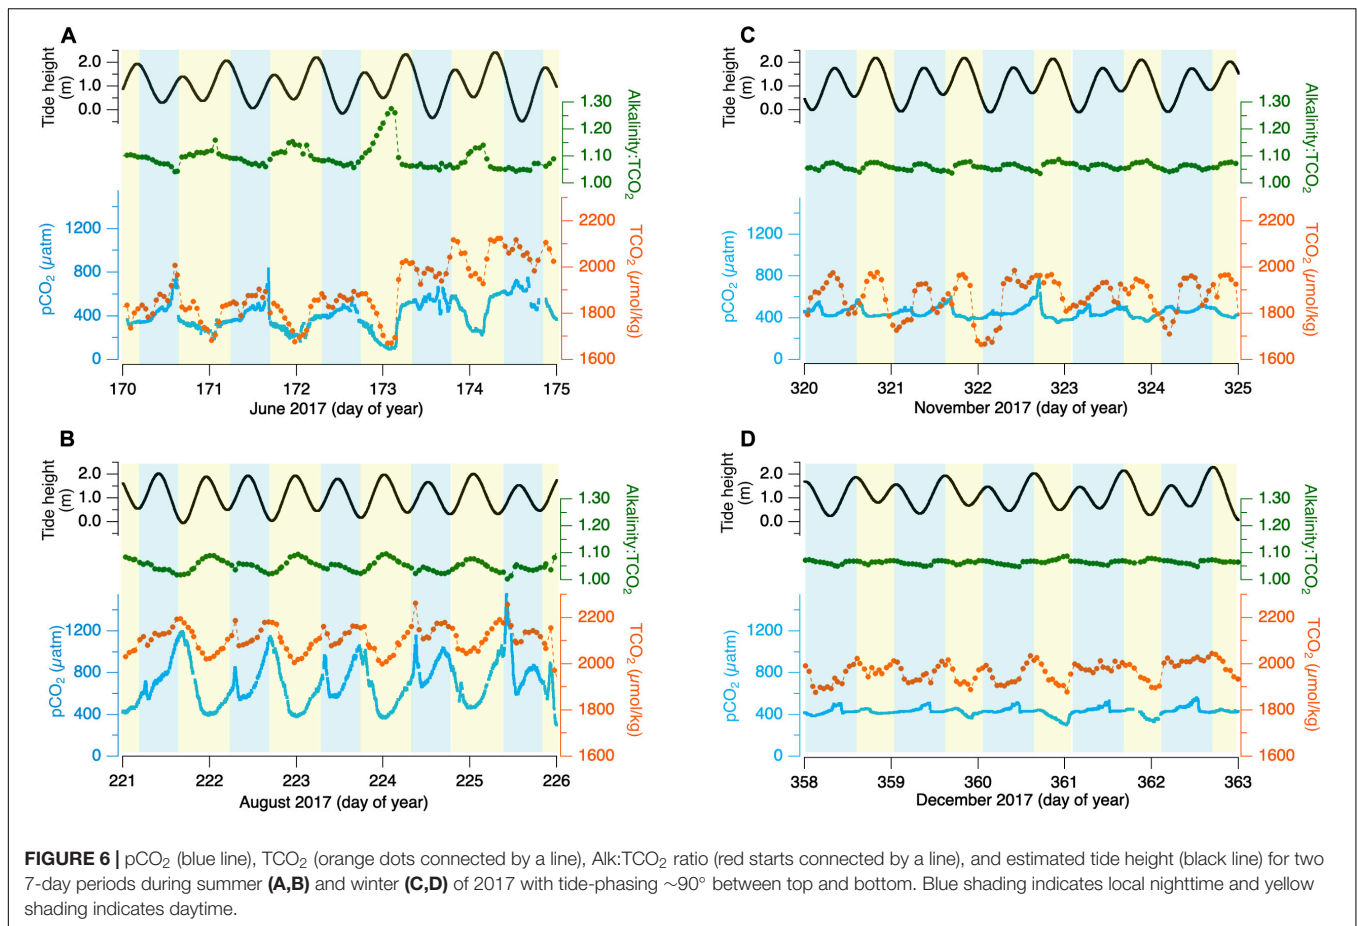 A
Tide height
(m)
2.0
1.0
0.0
Alkalinity:TCO2
1.30
1.20
1.10
1.00
pCO2 (µatm)
1200
800
400
0
TCO2 (µmol/kg)
2200
2000
1800
1600
170 171 172 173 174 175
June 2017 (day of year)
B
Tide height
(m)
2.0
1.0
0.0
Alkalinity:TCO2
1.30
1.20
1.10
1.00
pCO2 (µatm)
1200
800
400
0
TCO2 (µmol/kg)
2200
2000
1800
1600
221 222 223 224 225 226
August 2017 (day of year)
C
Tide height
(m)
2.0
1.0
0.0
Alkalinity:TCO2
1.30
1.20
1.10
1.00
pCO2 (µatm)
1200
800
400
0
TCO2 (µmol/kg)
2200
2000
1800
1600
320 321 322 323 324 325
November 2017 (day of year)
D
Tide height
(m)
2.0
1.0
0.0
Alkalinity:TCO2
1.30
1.20
1.10
1.00
pCO2 (µatm)
1200
800
400
0
TCO2 (µmol/kg)
2200
2000
1800
1600
358 359 360 361 362 363
December 2017 (day of year)
FIGURE 6 | pCO2 (blue line), TCO2 (orange dots connected by a line), Alk:TCO2 ratio (red starts connected by a line), and estimated tide height (black line) for two
7-day periods during summer (A,B) and winter (C,D) of 2017 with tide-phasing ~90° between top and bottom. Blue shading indicates local nighttime and yellow
shading indicates daytime.